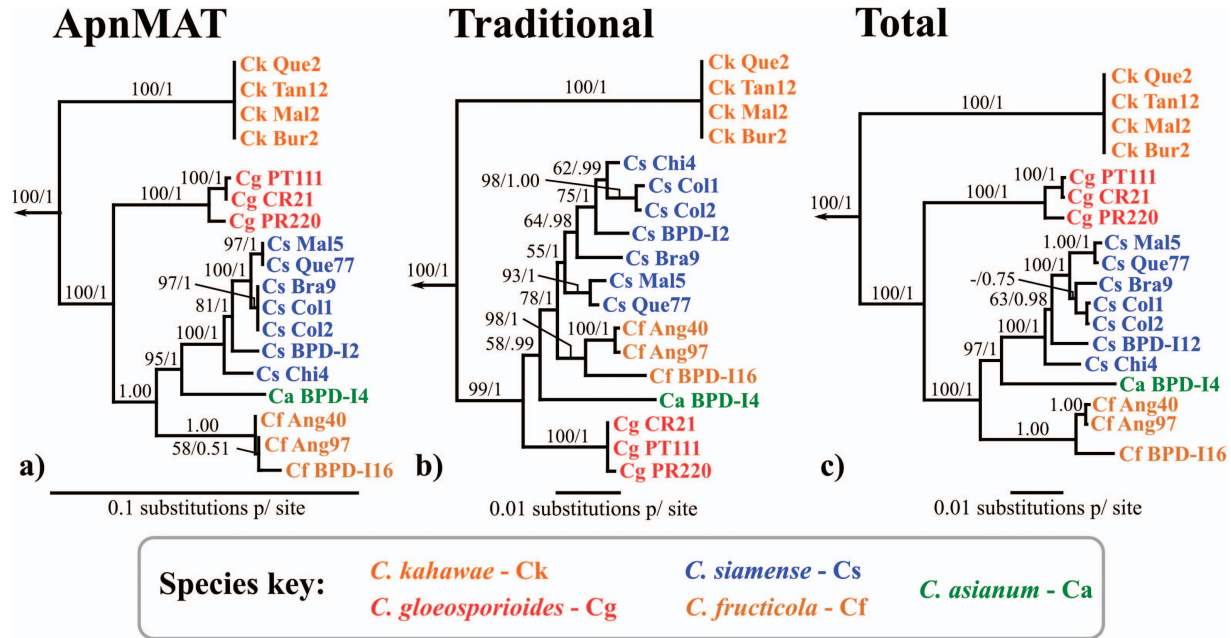 ApnMAT
Traditional
Total
100/1
Ck Que2
Ck Tan12
Ck Mal2
Ck Bur2
100/1
100/1
100/1
Cg PT111
Cg CR21
Cg PR220
97/1
Cs Mal5
Cs Que77
100/1
97/1
Cs Bra9
Cs Col1
Cs Col2
81/1
100/1
Cs BPD-I2
Cs Chi4
100/1
95/1
Ca BPD-I4
1.00
1.00
Cf Ang40
58/0.51
Cf Ang97
Cf BPD-I16
a)
0.1 substitutions p/ site
100/1
Ck Que2
Ck Tan12
Ck Mal2
Ck Bur2
62/.99
Cs Chi4
98/1.00
Cs Col1
75/1
Cs Col2
64/.98
Cs BPD-I2
55/1
Cs Bra9
93/1
Cs Mal5
Cs Que77
100/1
78/1
98/1
100/1
Cf Ang40
Cf Ang97
58/.99
Cf BPD-I16
99/1
Ca BPD-I4
100/1
Cg CR21
Cg PT111
Cg PR220
b)
0.01 substitutions p/ site
100/1
Ck Que2
Ck Tan12
Ck Mal2
Ck Bur2
100/1
100/1
100/1
Cg PT111
Cg CR21
Cg PR220
1.00/1
Cs Mal5
Cs Que77
100/1
-/0.75
Cs Bra9
63/0.98
Cs Col1
Cs Col2
100/1
100/1
Cs BPD-I12
Cs Chi4
97/1
Ca BPD-I4
100/1
1.00
Cf Ang40
Cf Ang97
1.00
Cf BPD-I16
c)
0.01 substitutions p/ site
Species key:
C. kahawae - Ck
C. siamense - Cs
C. asianum - Ca
C. gloeosporioides - Cg
C. fructicola - Cf